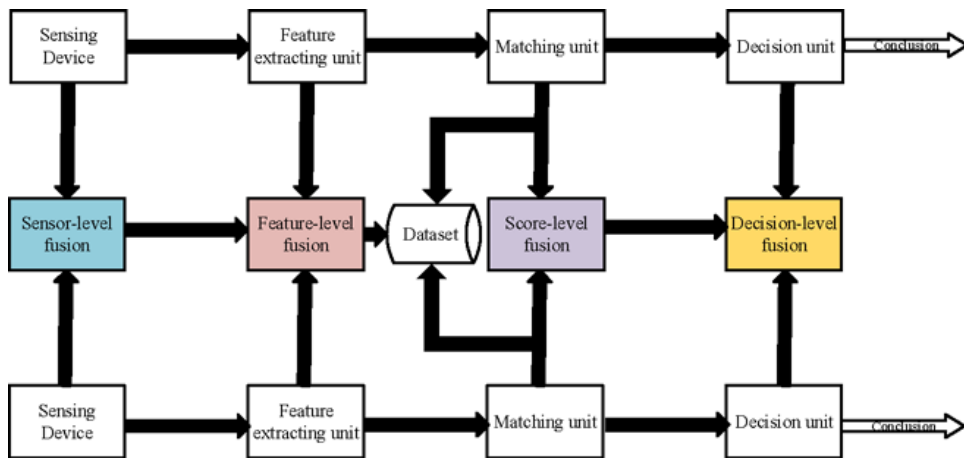 Sensing
Device
Feature
extracting unit
Matching unit
Decision unit
Conclusion
Sensor-level
fusion
Feature-level
fusion
Dataset
Score-level
fusion
Decision-level
fusion
Sensing
Device
Feature
extracting unit
Matching unit
Decision unit
Conclusion